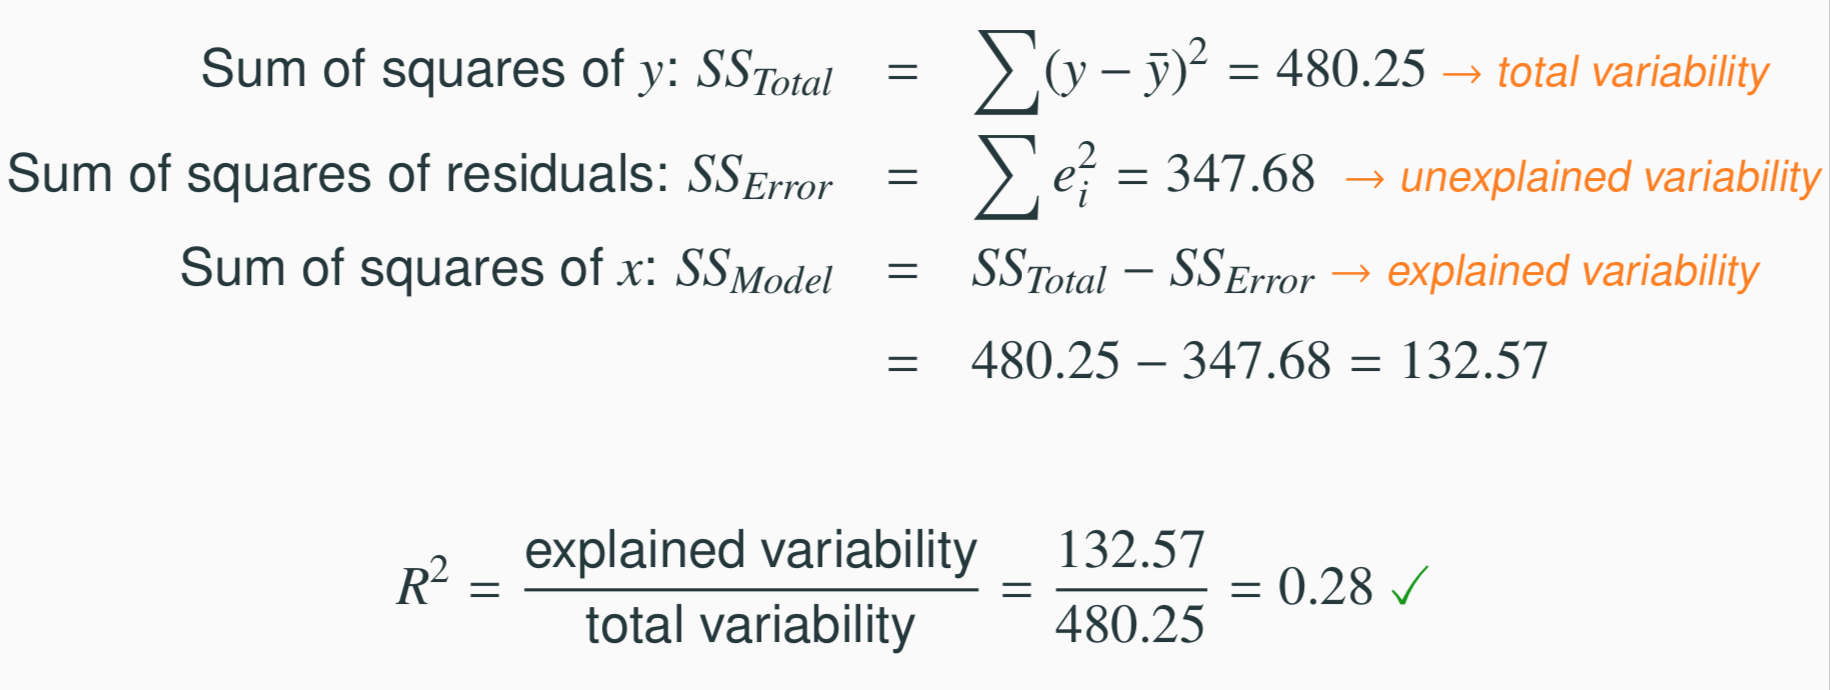 Sum of squares of y: SS_Total = ∑(y − ȳ)² = 480.25 → total variability
Sum of squares of residuals: SS_Error = ∑ e_i² = 347.68 → unexplained variability
Sum of squares of x: SS_Model = SS_Total − SS_Error → explained variability
= 480.25 − 347.68 = 132.57
R² = explained variability / total variability = 132.57 / 480.25 = 0.28 ✓